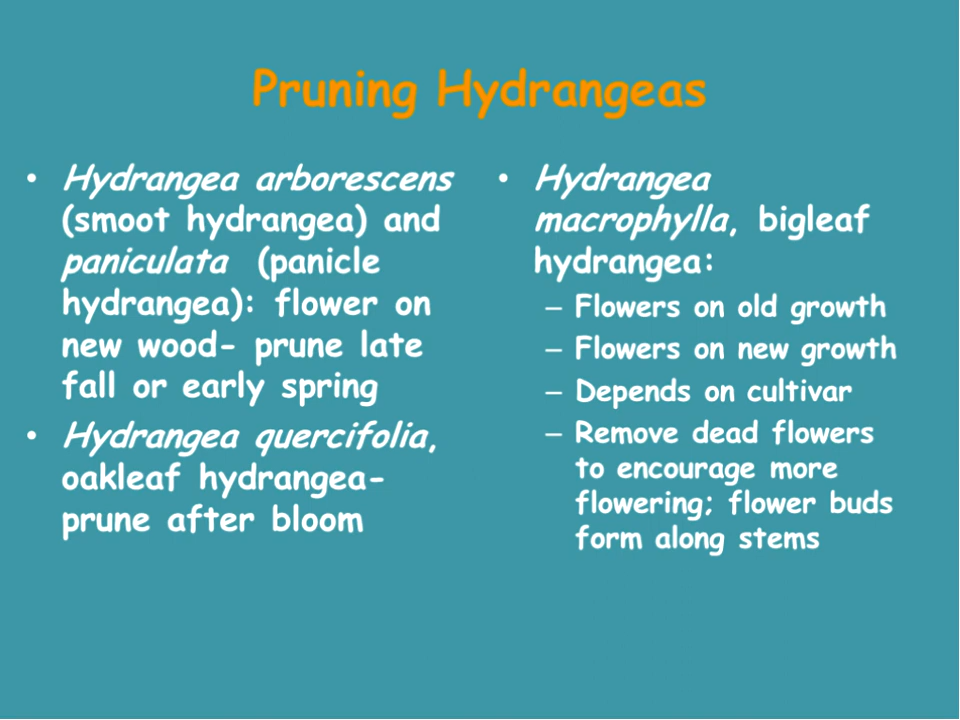 Pruning Hydrangeas
• Hydrangea arborescens
(smoot hydrangea) and
paniculata (panicle
hydrangea): flower on
new wood- prune late
fall or early spring
• Hydrangea quercifolia,
oakleaf hydrangea-
prune after bloom
• Hydrangea
macrophylla, bigleaf
hydrangea:
– Flowers on old growth
– Flowers on new growth
– Depends on cultivar
– Remove dead flowers
to encourage more
flowering; flower buds
form along stems